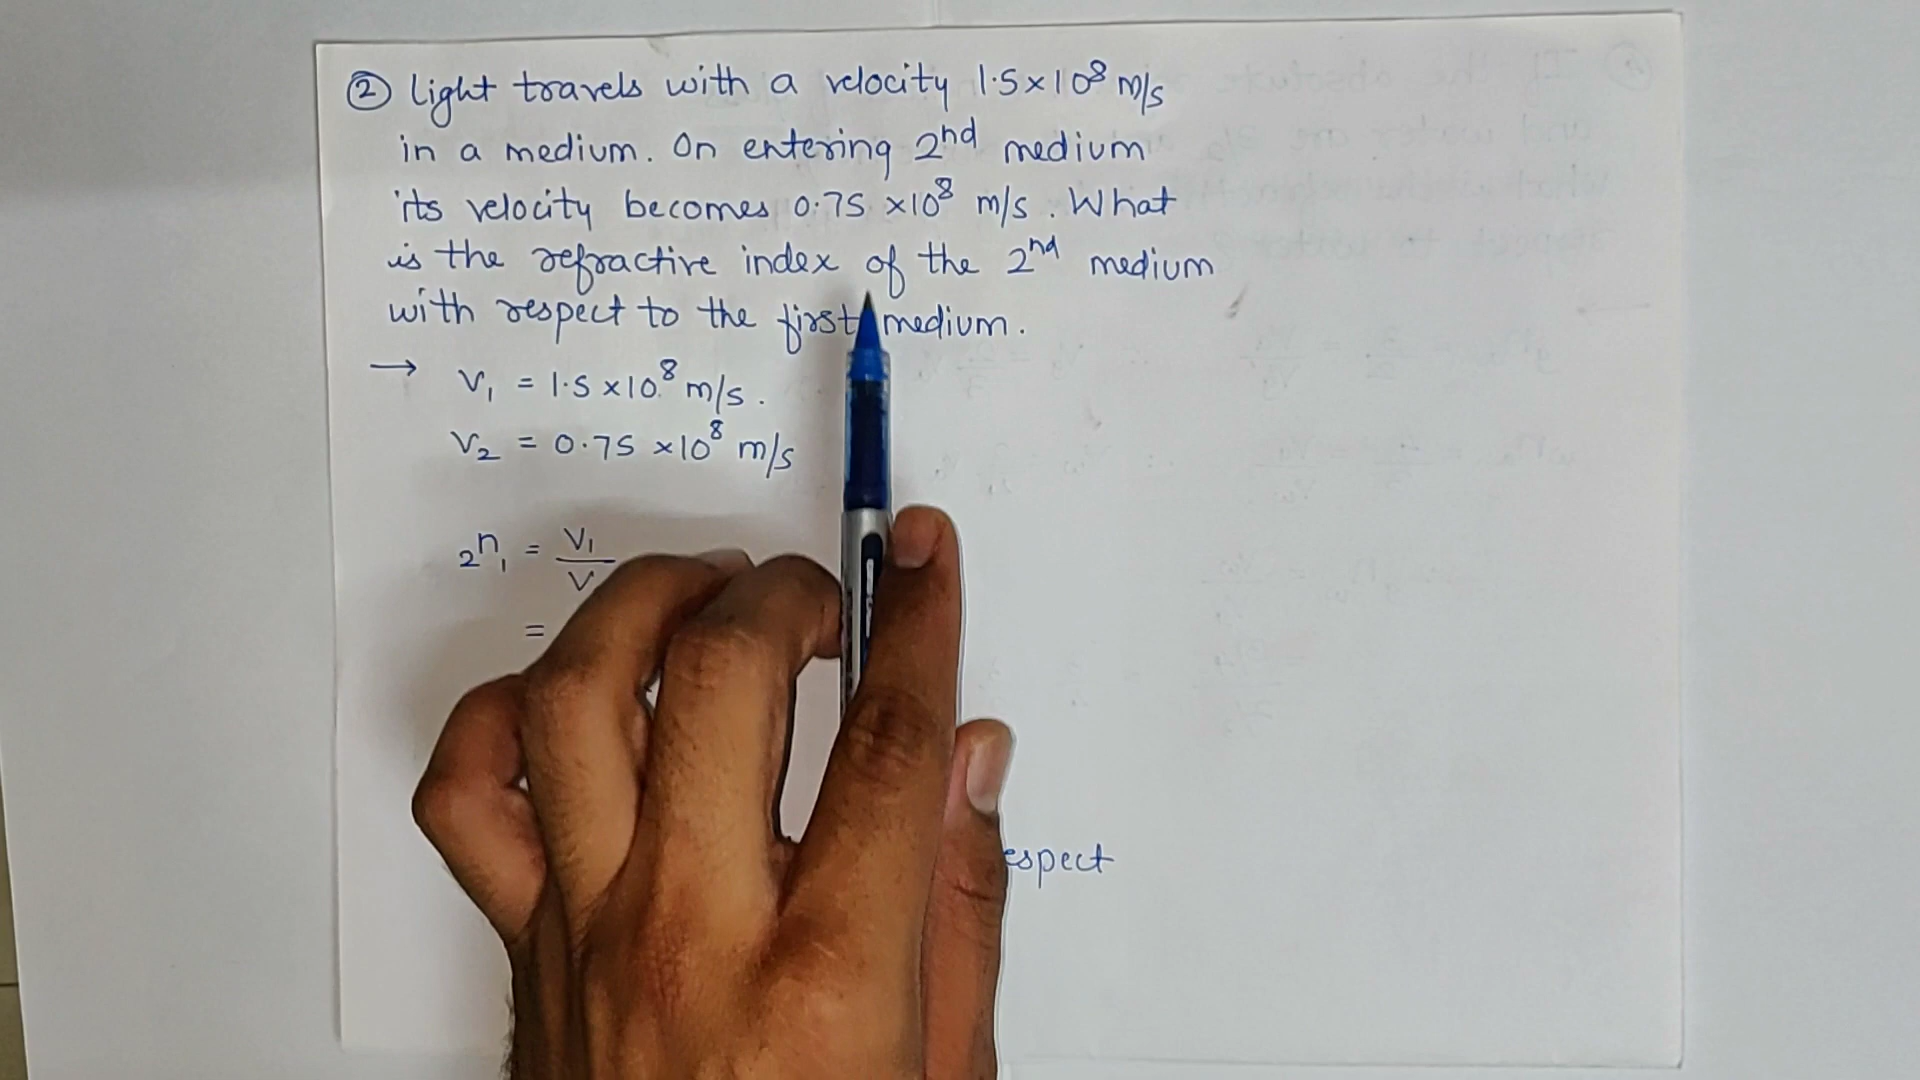 ② Light travels with a velocity 1.5×10⁸ m/s
in a medium. On entering 2nd medium
its velocity becomes 0.75 ×10⁸ m/s. What
is the refractive index of the 2nd medium
with respect to the first medium.
→ V₁ = 1.5 ×10⁸ m/s.
V₂ = 0.75 ×10⁸ m/s
₂n₁ = V₁/V
=
espect